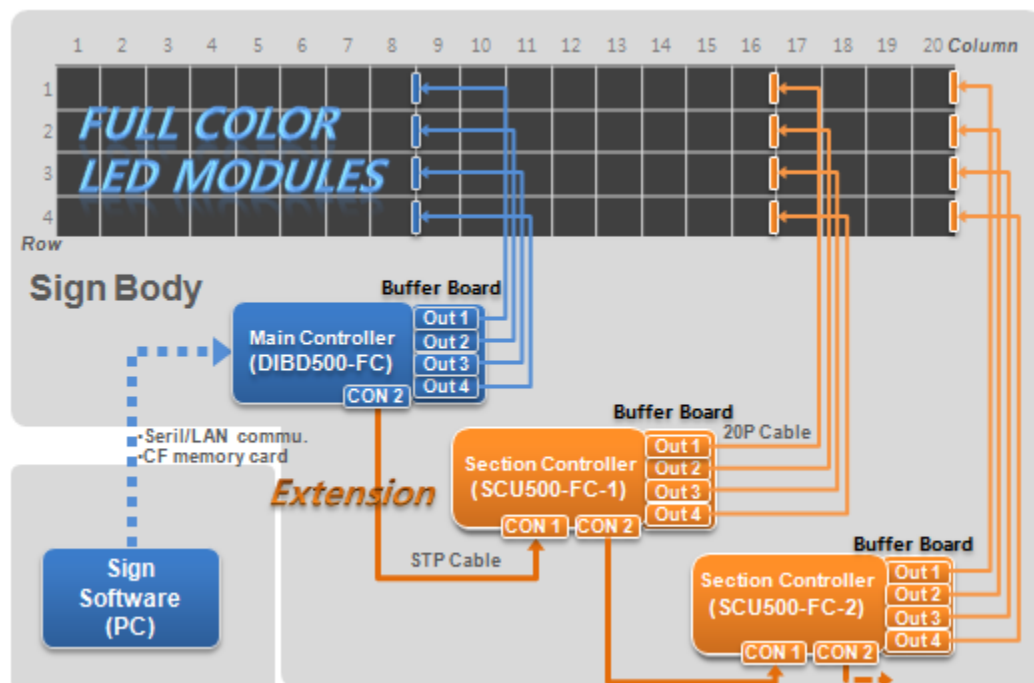 1 2 3 4 5 6 7 8 9 10 11 12 13 14 15 16 17 18 19 20 Column
1
FULL COLOR
2
LED MODULES
3
4
Row
Sign Body
Buffer Board
Main Controller
(DIBD500-FC)
Out 1
Out 2
Out 3
Out 4
CON 2
Buffer Board
20P Cable
•Seril/LAN commu.
•CF memory card
Section Controller
(SCU500-FC-1)
Out 1
Out 2
Out 3
Out 4
Extension
CON 1 CON 2
STP Cable
Buffer Board
Sign
Software
(PC)
Section Controller
(SCU500-FC-2)
Out 1
Out 2
Out 3
Out 4
CON 1 CON 2